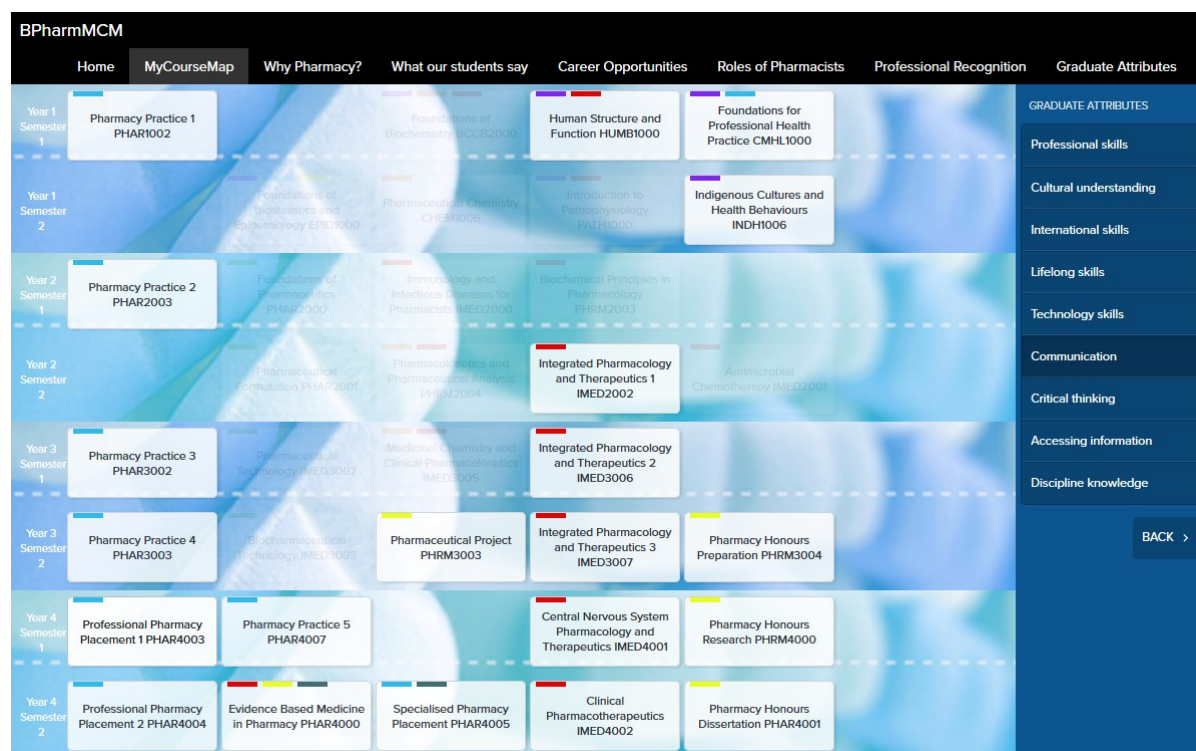 BPharmMCM
Home MyCourseMap Why Pharmacy? What our students say Career Opportunities Roles of Pharmacists Professional Recognition Graduate Attributes
Year 1
Semester
1
Pharmacy Practice 1
PHAR1002
Foundations of
Biochemistry BCCB2000
Human Structure and
Function HUMB1000
Foundations for
Professional Health
Practice CMHL1000
Year 1
Semester
2
Foundations of
Biostatistics and
Epidemiology EPID1000
Pharmaceutical Chemistry
CHEM1006
Introduction to
Pathophysiology
PATH1000
Indigenous Cultures and
Health Behaviours
INDH1006
Year 2
Semester
1
Pharmacy Practice 2
PHAR2003
Foundations of
Pharmaceutics
PHAR2000
Immunology and
Infectious Diseases for
Pharmacists IMED2000
Biochemical Principles in
Pharmacology
PHRM2003
Year 2
Semester
2
Pharmaceutical
Formulation PHAR2001
Pharmacokinetics and
Pharmaceutical Analysis
PHRM2004
Integrated Pharmacology
and Therapeutics 1
IMED2002
Antimicrobial
Chemotherapy IMED2001
Year 3
Semester
1
Pharmacy Practice 3
PHAR3002
Pharmaceutical
Technology IMED3002
Medicinal Chemistry and
Clinical Pharmacokinetics
IMED3005
Integrated Pharmacology
and Therapeutics 2
IMED3006
Year 3
Semester
2
Pharmacy Practice 4
PHAR3003
Biopharmaceutical
Technology IMED3003
Pharmaceutical Project
PHRM3003
Integrated Pharmacology
and Therapeutics 3
IMED3007
Pharmacy Honours
Preparation PHRM3004
Year 4
Semester
1
Professional Pharmacy
Placement 1 PHAR4003
Pharmacy Practice 5
PHAR4007
Central Nervous System
Pharmacology and
Therapeutics IMED4001
Pharmacy Honours
Research PHRM4000
Year 4
Semester
2
Professional Pharmacy
Placement 2 PHAR4004
Evidence Based Medicine
in Pharmacy PHAR4000
Specialised Pharmacy
Placement PHAR4005
Clinical
Pharmacotherapeutics
IMED4002
Pharmacy Honours
Dissertation PHAR4001
GRADUATE ATTRIBUTES
Professional skills
Cultural understanding
International skills
Lifelong skills
Technology skills
Communication
Critical thinking
Accessing information
Discipline knowledge
BACK >